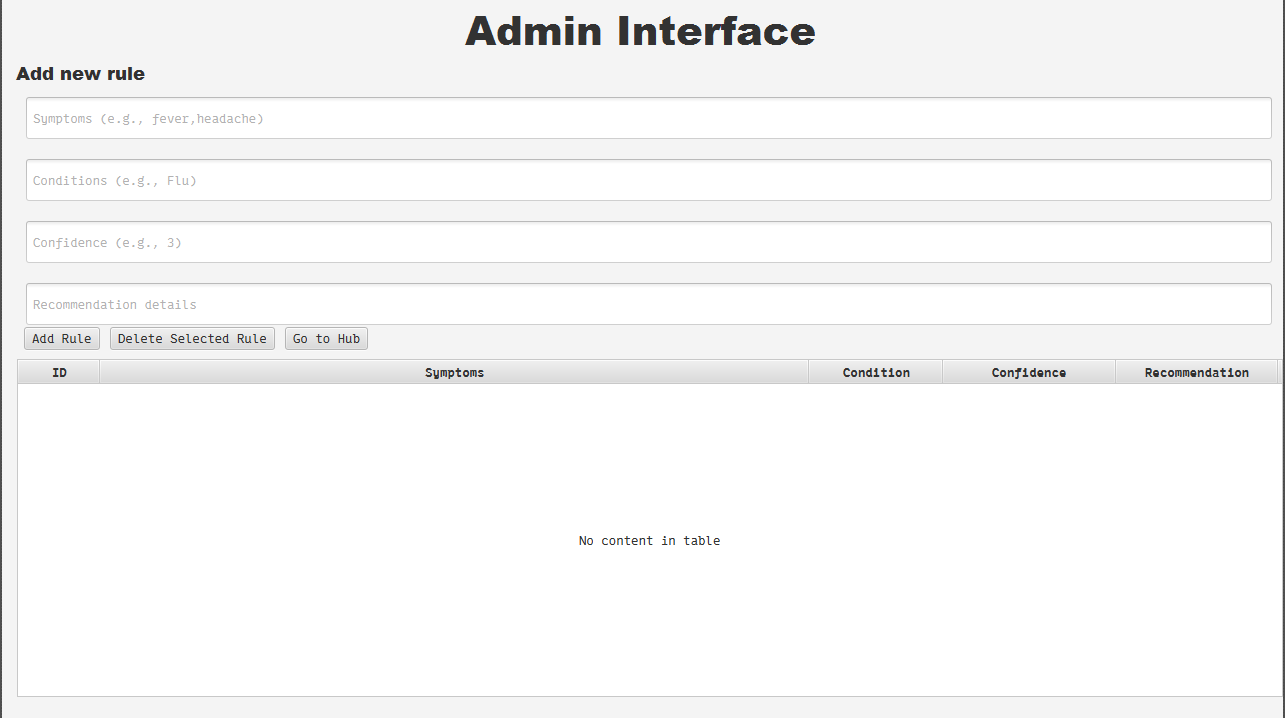 Admin Interface
Add new rule
Symptoms (e.g., fever,headache)
Conditions (e.g., Flu)
Confidence (e.g., 3)
Recommendation details
Add Rule Delete Selected Rule Go to Hub
ID Symptoms Condition Confidence Recommendation
No content in table